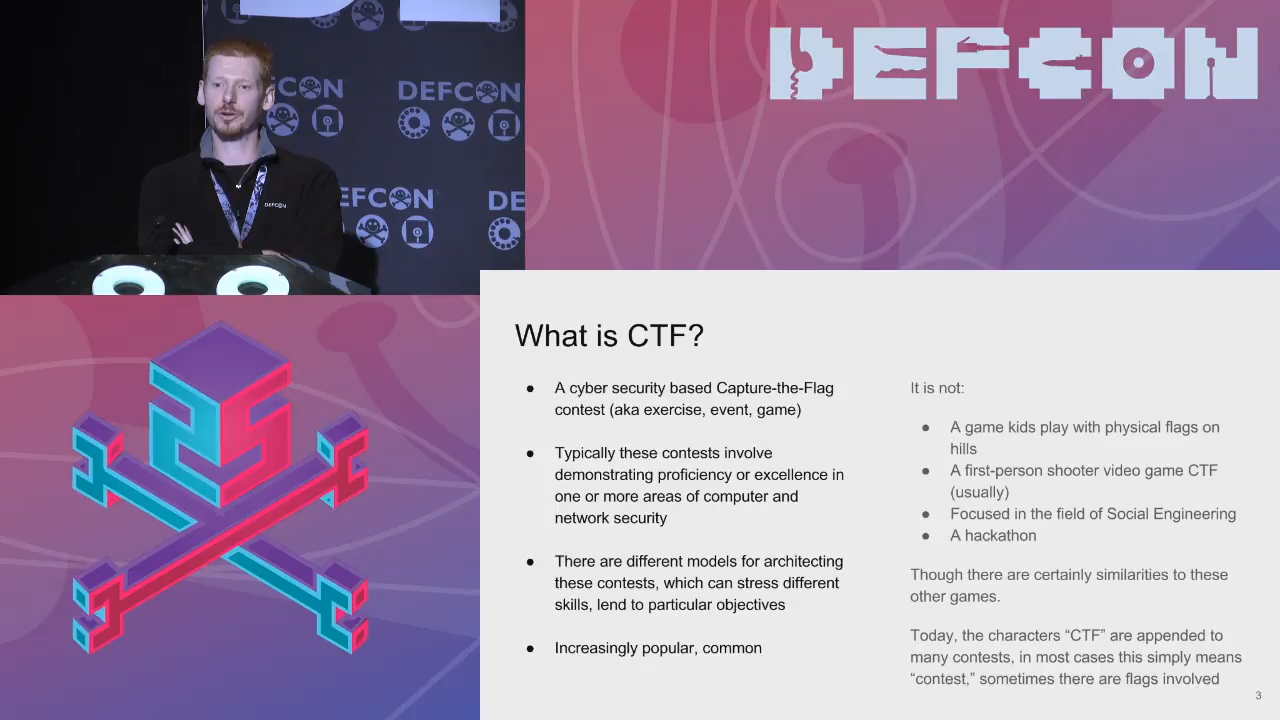 DEFCON
DEFCON
DEFCON
DEFCON
DEFCON
What is CTF?
● A cyber security based Capture-the-Flag
contest (aka exercise, event, game)
● Typically these contests involve
demonstrating proficiency or excellence in
one or more areas of computer and
network security
● There are different models for architecting
these contests, which can stress different
skills, lend to particular objectives
● Increasingly popular, common
It is not:
● A game kids play with physical flags on
hills
● A first-person shooter video game CTF
(usually)
● Focused in the field of Social Engineering
● A hackathon
Though there are certainly similarities to these
other games.
Today, the characters “CTF” are appended to
many contests, in most cases this simply means
“contest,” sometimes there are flags involved
3